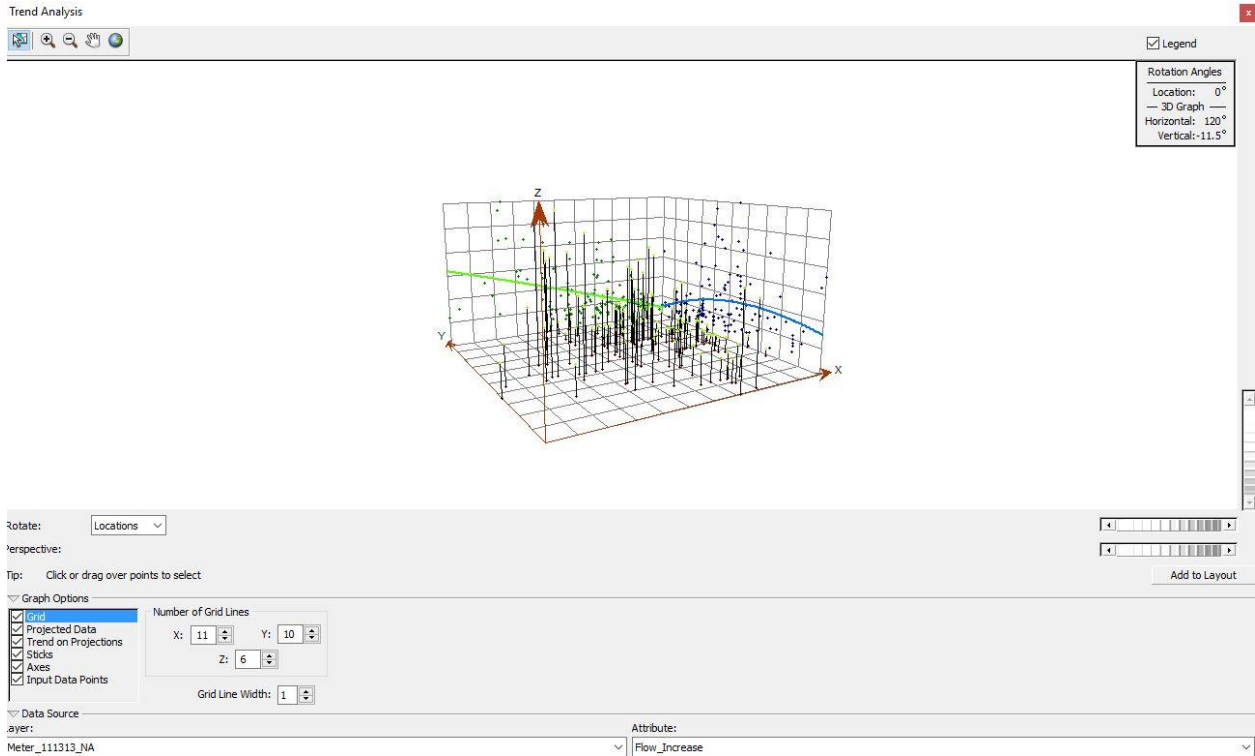 Trend Analysis
x
Legend
Rotation Angles
Location: 0°
3D Graph
Horizontal: 120°
Vertical:-11.5°
Z
Y
X
Rotate: Locations
Perspective:
Tip: Click or drag over points to select
Add to Layout
Graph Options
Grid
Projected Data
Trend on Projections
Sticks
Axes
Input Data Points
Number of Grid Lines
X: 11 Y: 10
Z: 6
Grid Line Width: 1
Data Source
ayer: Attribute:
Meter_111313_NA Flow_Increase